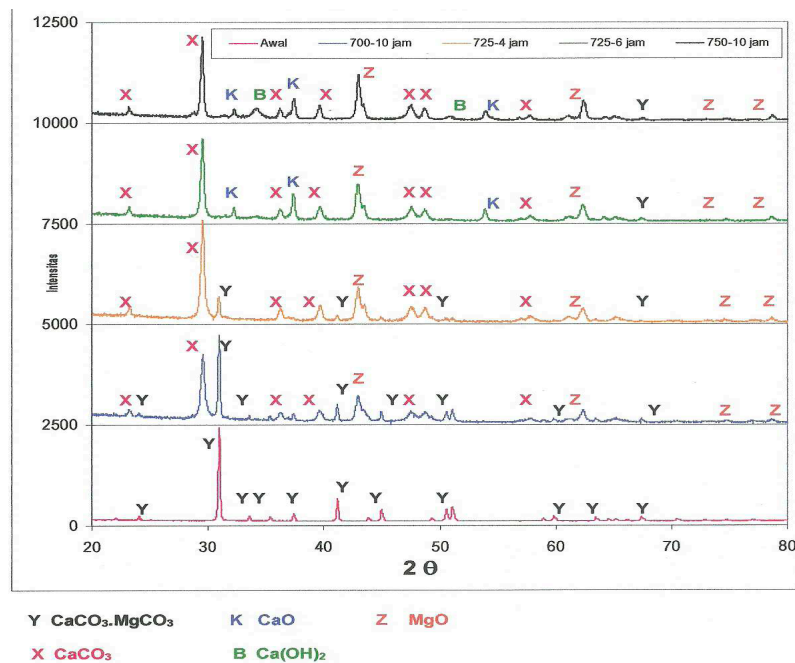 12500
X
Awal 700-10 jam 725-4 jam 725-6 jam 750-10 jam
Z
X K B X K X X X B K X Z Y Z Z
10000
X
Z
X K X K X X X K X Z Y Z Z
7500
Intensitas
X
Z
X Y X X Y X X Y X Z Y Z Z
5000
X Y
Z
X Y Y X X Y Y X Y X Y Y Z Z
2500
Y
Y Y Y Y Y Y Y Y Y Y
0
20 30 40 50 60 70 80
2 Θ
Y CaCO₃.MgCO₃ K CaO Z MgO
X CaCO₃ B Ca(OH)₂